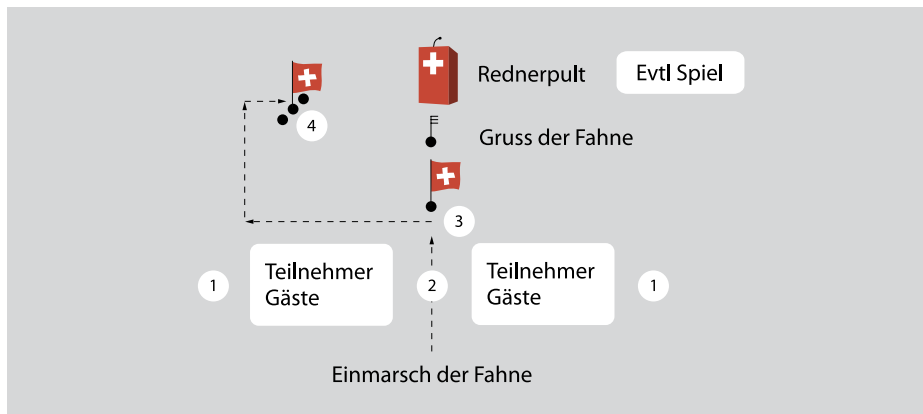 Rednerpult
Evtl Spiel
4
Gruss der Fahne
3
1
Teilnehmer
Gäste
2
Teilnehmer
Gäste
1
Einmarsch der Fahne